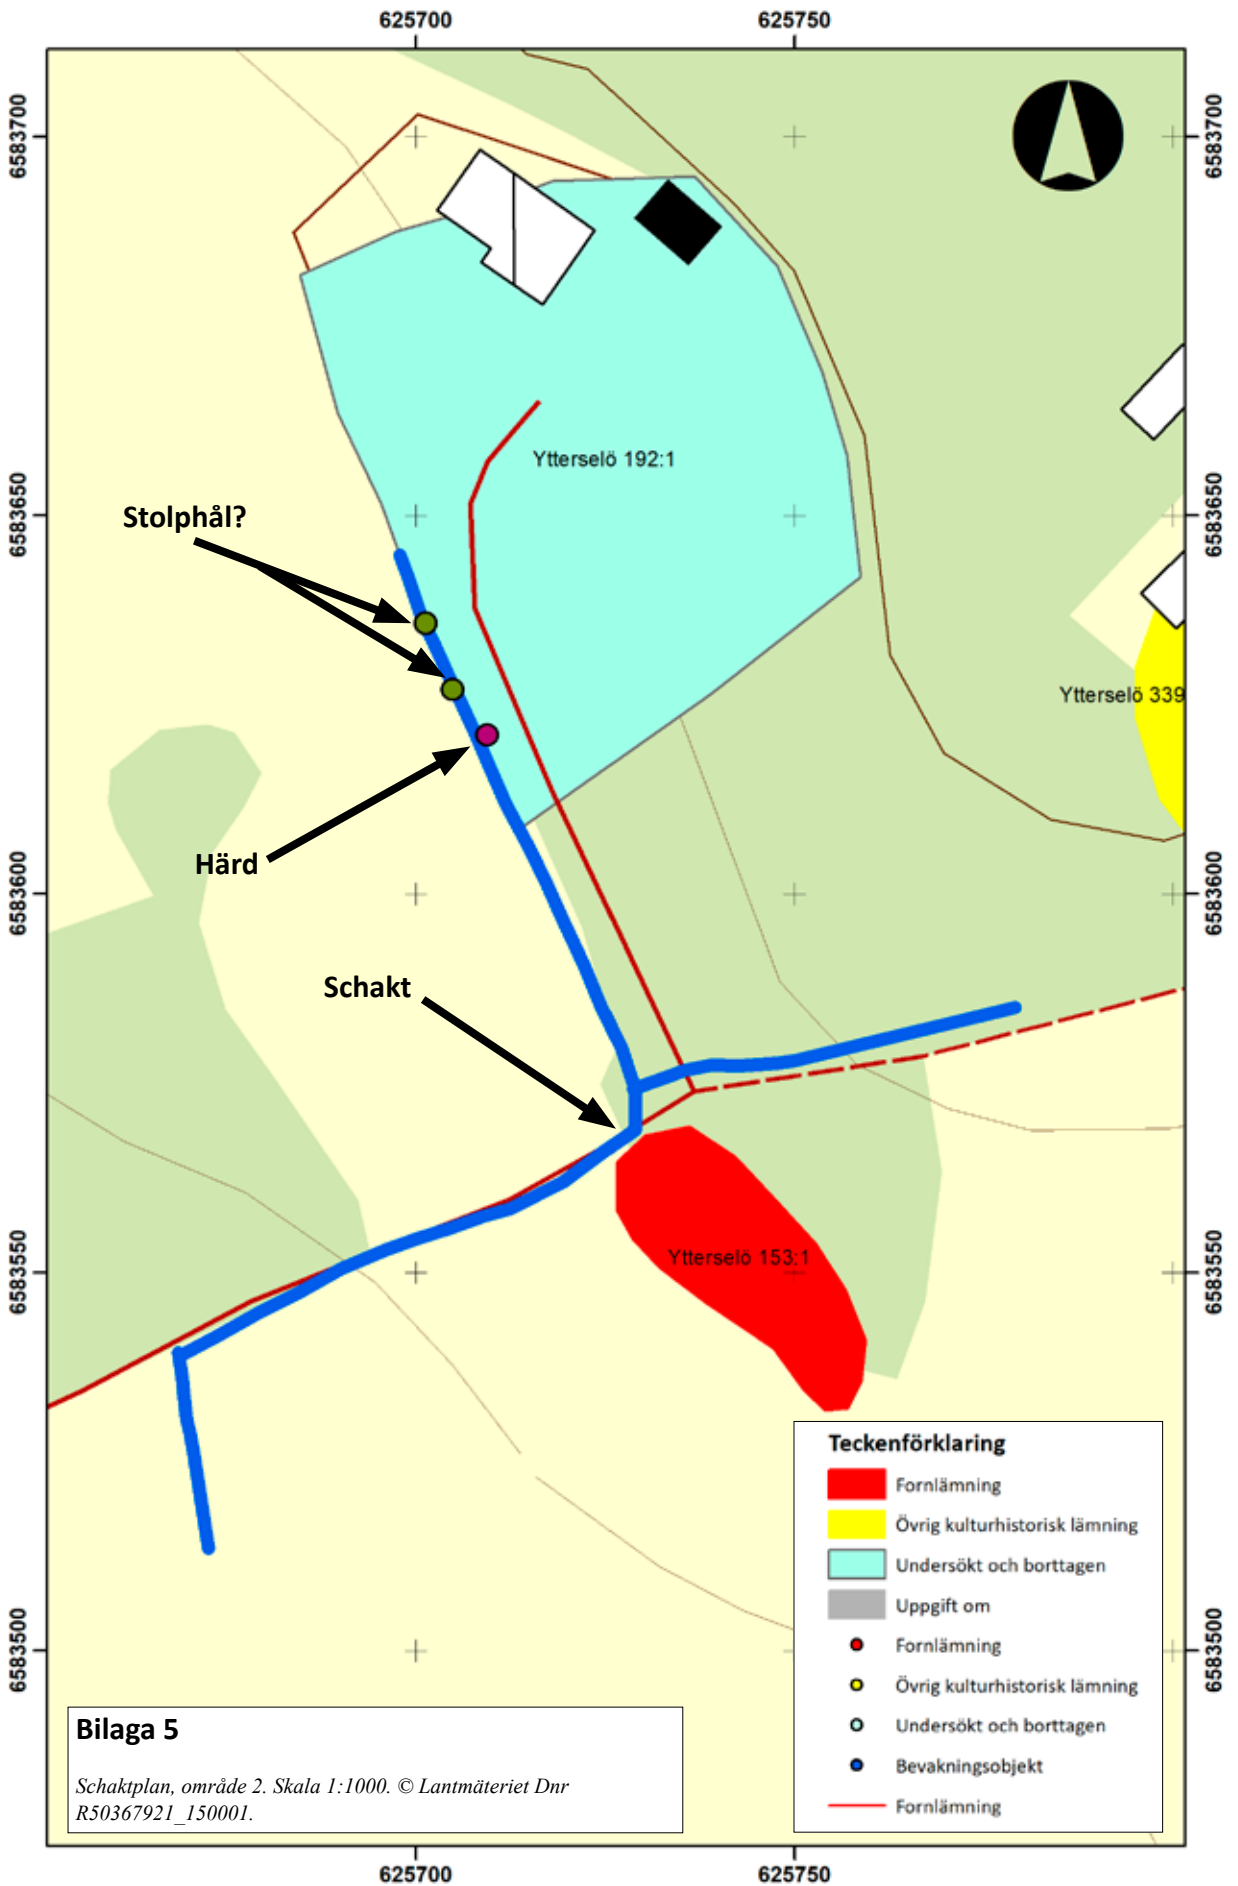 625700
625750
6583700
6583700
Ytterselö 192:1
Stolphål?
6583650
6583650
Ytterselö 339
Härd
6583600
6583600
Schakt
Ytterselö 153:1
6583550
6583550
Teckenförklaring
Fornlämning
Övrig kulturhistorisk lämning
Undersökt och borttagen
Uppgift om
Fornlämning
Övrig kulturhistorisk lämning
Undersökt och borttagen
Bevakningsobjekt
Fornlämning
6583500
6583500
Bilaga 5
Schaktplan, område 2. Skala 1:1000. © Lantmäteriet Dnr
R50367921_150001.
625700
625750